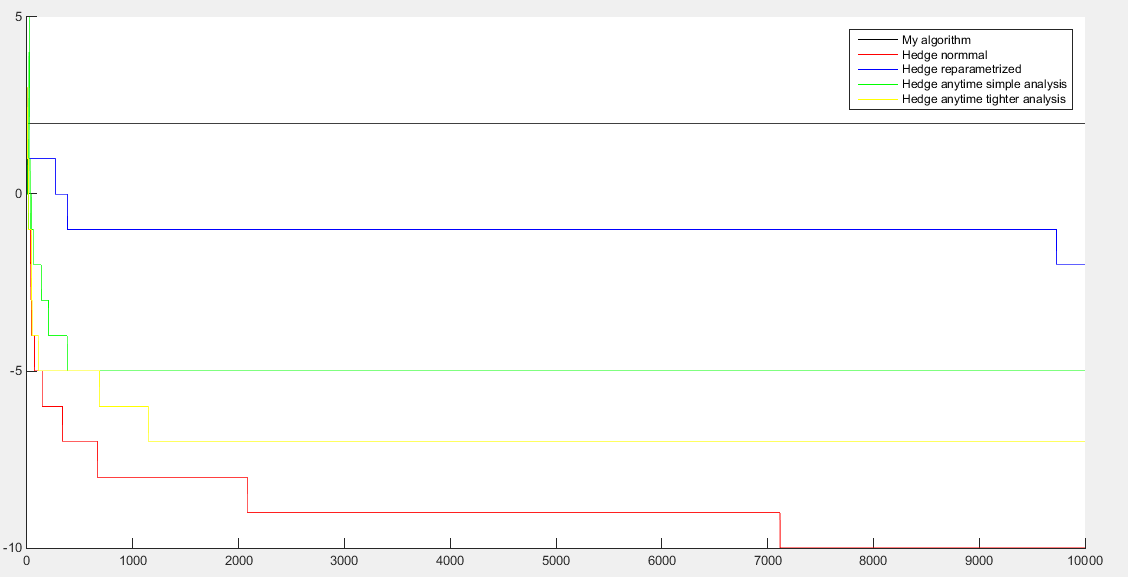 5
My algorithm
Hedge normmal
Hedge reparametrized
Hedge anytime simple analysis
Hedge anytime tighter analysis
0
-5
-10
0 1000 2000 3000 4000 5000 6000 7000 8000 9000 10000